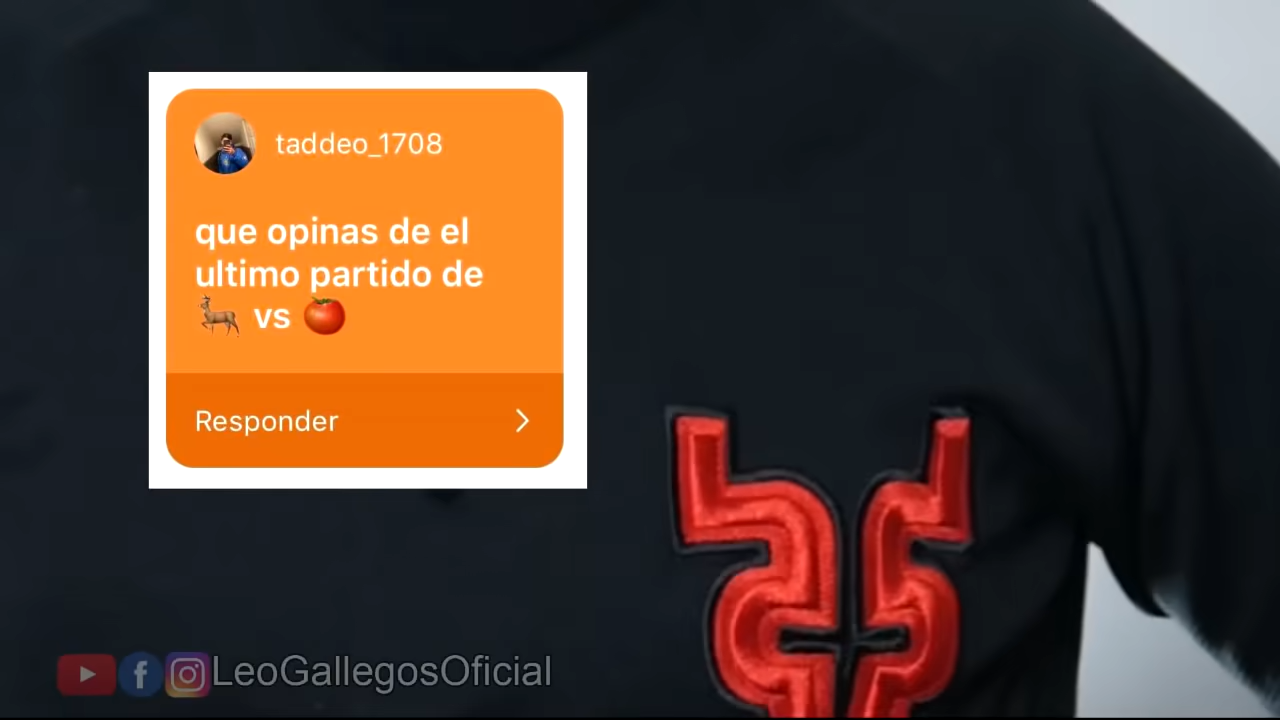 taddeo_1708
que opinas de el
ultimo partido de
🦌 vs 🍅
Responder
LeoGallegosOficial